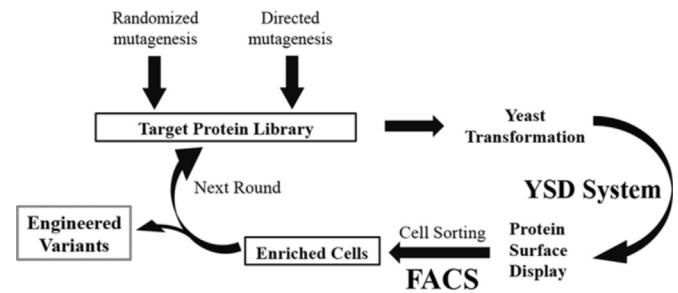 Randomized
mutagenesis
Directed
mutagenesis
Target Protein Library
Yeast
Transformation
Next Round
YSD System
Engineered
Variants
Enriched Cells
Cell Sorting
FACS
Protein
Surface
Display